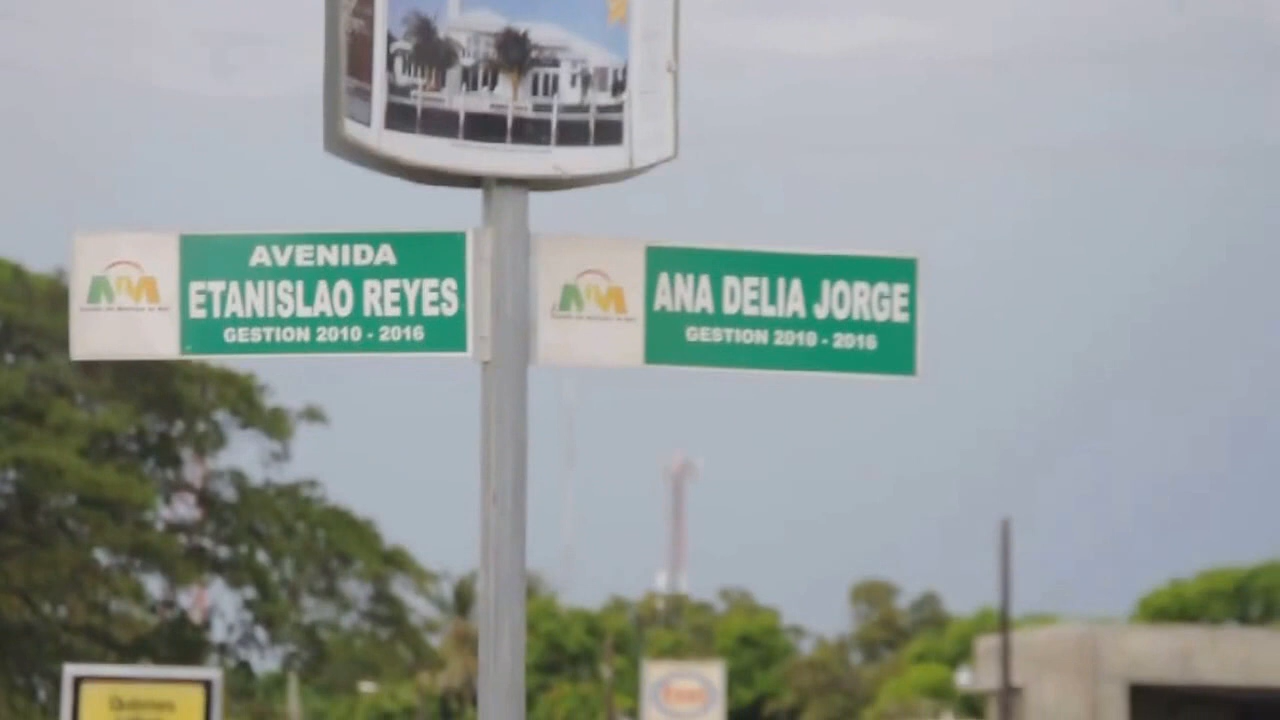 AVENIDA
ETANISLAO REYES
GESTION 2010 - 2016
ANA DELIA JORGE
GESTION 2010 - 2016